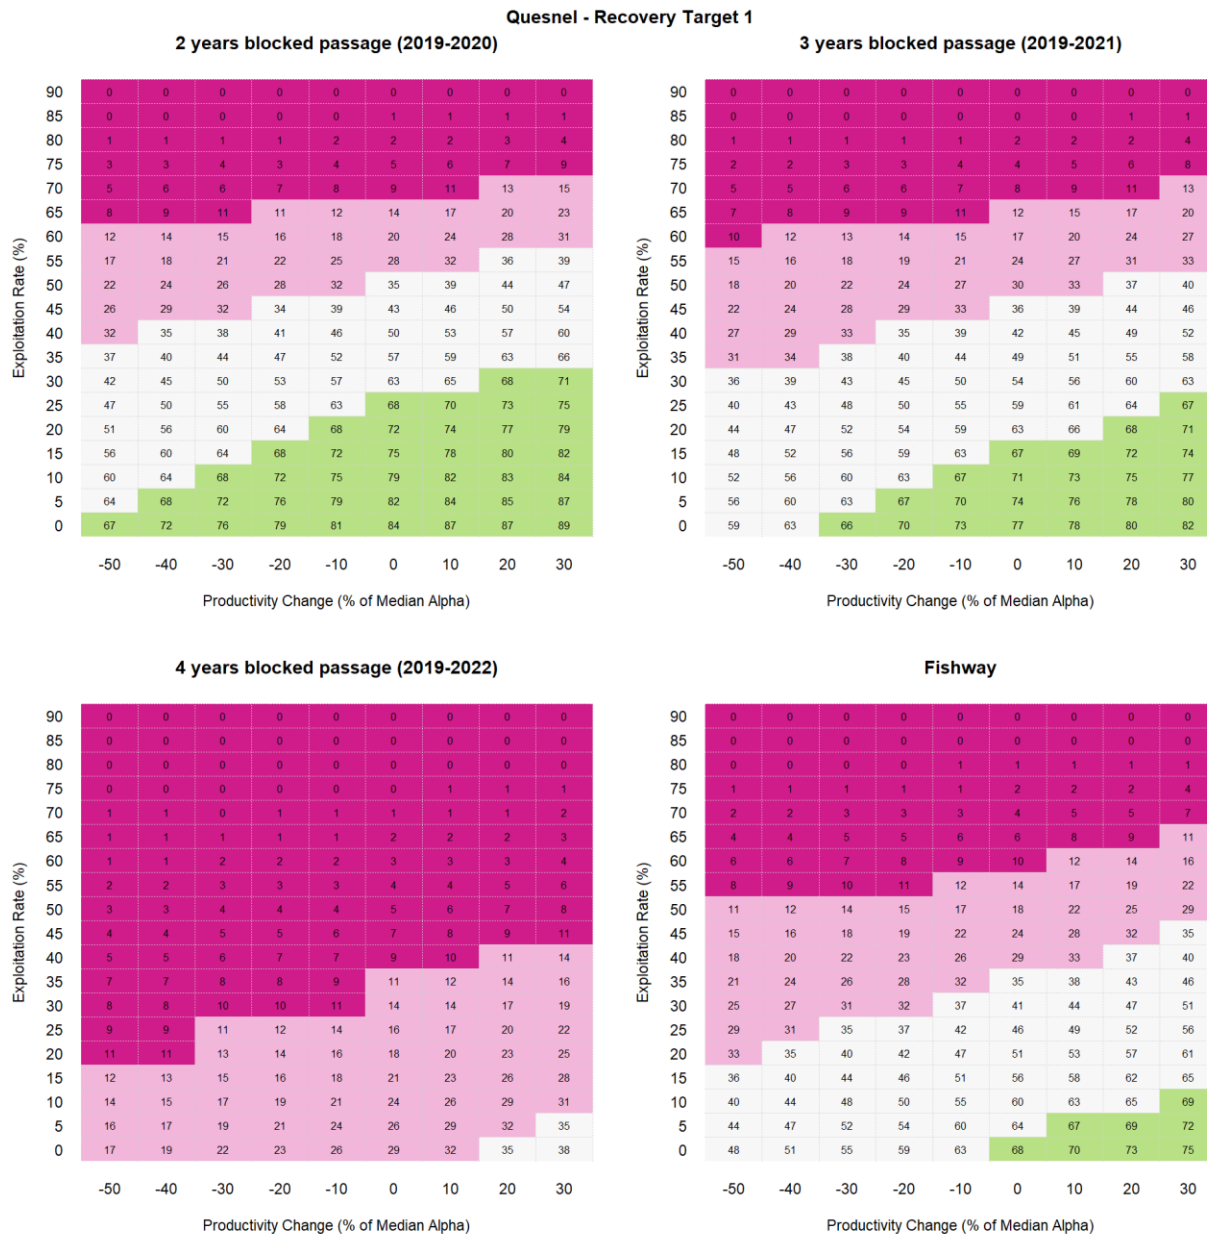 Quesnel - Recovery Target 1
2 years blocked passage (2019-2020)
Exploitation Rate (%)
90 0 0 0 0 0 0 0 0 0
85 0 0 0 0 0 1 1 1 1
80 1 1 1 1 2 2 2 3 4
75 3 3 4 3 4 5 6 7 9
70 5 6 6 7 8 9 11 13 15
65 8 9 11 11 12 14 17 20 23
60 12 14 15 16 18 20 24 28 31
55 17 18 21 22 25 28 32 36 39
50 22 24 26 28 32 35 39 44 47
45 26 29 32 34 39 43 46 50 54
40 32 35 38 41 46 50 53 57 60
35 37 40 44 47 52 57 59 63 66
30 42 45 50 53 57 63 65 68 71
25 47 50 55 58 63 68 70 73 75
20 51 56 60 64 68 72 74 77 79
15 56 60 64 68 72 75 78 80 82
10 60 64 68 72 75 79 82 83 84
5 64 68 72 76 79 82 84 85 87
0 67 72 76 79 81 84 87 87 89
-50 -40 -30 -20 -10 0 10 20 30
Productivity Change (% of Median Alpha)
3 years blocked passage (2019-2021)
Exploitation Rate (%)
90 0 0 0 0 0 0 0 0 0
85 0 0 0 0 0 0 0 1 1
80 1 1 1 1 1 2 2 2 4
75 2 2 3 3 4 4 5 6 8
70 5 5 6 6 7 8 9 11 13
65 7 8 9 9 11 12 15 17 20
60 10 12 13 14 15 17 20 24 27
55 15 16 18 19 21 24 27 31 33
50 18 20 22 24 27 30 33 37 40
45 22 24 28 29 33 36 39 44 46
40 27 29 33 35 39 42 45 49 52
35 31 34 38 40 44 49 51 55 58
30 36 39 43 45 50 54 56 60 63
25 40 43 48 50 55 59 61 64 67
20 44 47 52 54 59 63 66 68 71
15 48 52 56 59 63 67 69 72 74
10 52 56 60 63 67 71 73 75 77
5 56 60 63 67 70 74 76 78 80
0 59 63 66 70 73 77 78 80 82
-50 -40 -30 -20 -10 0 10 20 30
Productivity Change (% of Median Alpha)
4 years blocked passage (2019-2022)
Exploitation Rate (%)
90 0 0 0 0 0 0 0 0 0
85 0 0 0 0 0 0 0 0 0
80 0 0 0 0 0 0 0 0 0
75 0 0 0 0 0 0 1 1 1
70 1 1 0 1 1 1 1 1 2
65 1 1 1 1 1 2 2 2 3
60 1 1 2 2 2 3 3 3 4
55 2 2 3 3 3 4 4 5 6
50 3 3 4 4 4 5 6 7 8
45 4 4 5 5 6 7 8 9 11
40 5 5 6 7 7 9 10 11 14
35 7 7 8 8 9 11 12 14 16
30 8 8 10 10 11 14 14 17 19
25 9 9 11 12 14 16 17 20 22
20 11 11 13 14 16 18 20 23 25
15 12 13 15 16 18 21 23 26 28
10 14 15 17 19 21 24 26 29 31
5 16 17 19 21 24 26 29 32 35
0 17 19 22 23 26 29 32 35 38
-50 -40 -30 -20 -10 0 10 20 30
Productivity Change (% of Median Alpha)
Fishway
Exploitation Rate (%)
90 0 0 0 0 0 0 0 0 0
85 0 0 0 0 0 0 0 0 0
80 0 0 0 0 1 1 1 1 1
75 1 1 1 1 1 2 2 2 4
70 2 2 3 3 3 4 5 5 7
65 4 4 5 5 6 6 8 9 11
60 6 6 7 8 9 10 12 14 16
55 8 9 10 11 12 14 17 19 22
50 11 12 14 15 17 18 22 25 29
45 15 16 18 19 22 24 28 32 35
40 18 20 22 23 26 29 33 37 40
35 21 24 26 28 32 35 38 43 46
30 25 27 31 32 37 41 44 47 51
25 29 31 35 37 42 46 49 52 56
20 33 35 40 42 47 51 53 57 61
15 36 40 44 46 51 56 58 62 65
10 40 44 48 50 55 60 63 65 69
5 44 47 52 54 60 64 67 69 72
0 48 51 55 59 63 68 70 73 75
-50 -40 -30 -20 -10 0 10 20 30
Productivity Change (% of Median Alpha)